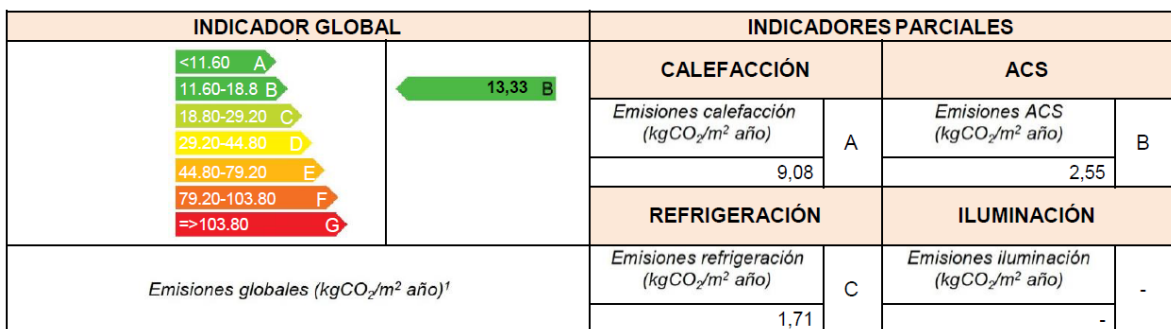 INDICADOR GLOBAL
INDICADORES PARCIALES
<11.60 A
11.60-18.8 B
18.80-29.20 C
29.20-44.80 D
44.80-79.20 E
79.20-103.80 F
=>103.80 G
13,33 B
CALEFACCIÓN
ACS
Emisiones calefacción
(kgCO₂/m² año)
A
9,08
Emisiones ACS
(kgCO₂/m² año)
B
2,55
REFRIGERACIÓN
ILUMINACIÓN
Emisiones globales (kgCO₂/m² año)¹
Emisiones refrigeración
(kgCO₂/m² año)
C
1,71
Emisiones iluminación
(kgCO₂/m² año)
-
-